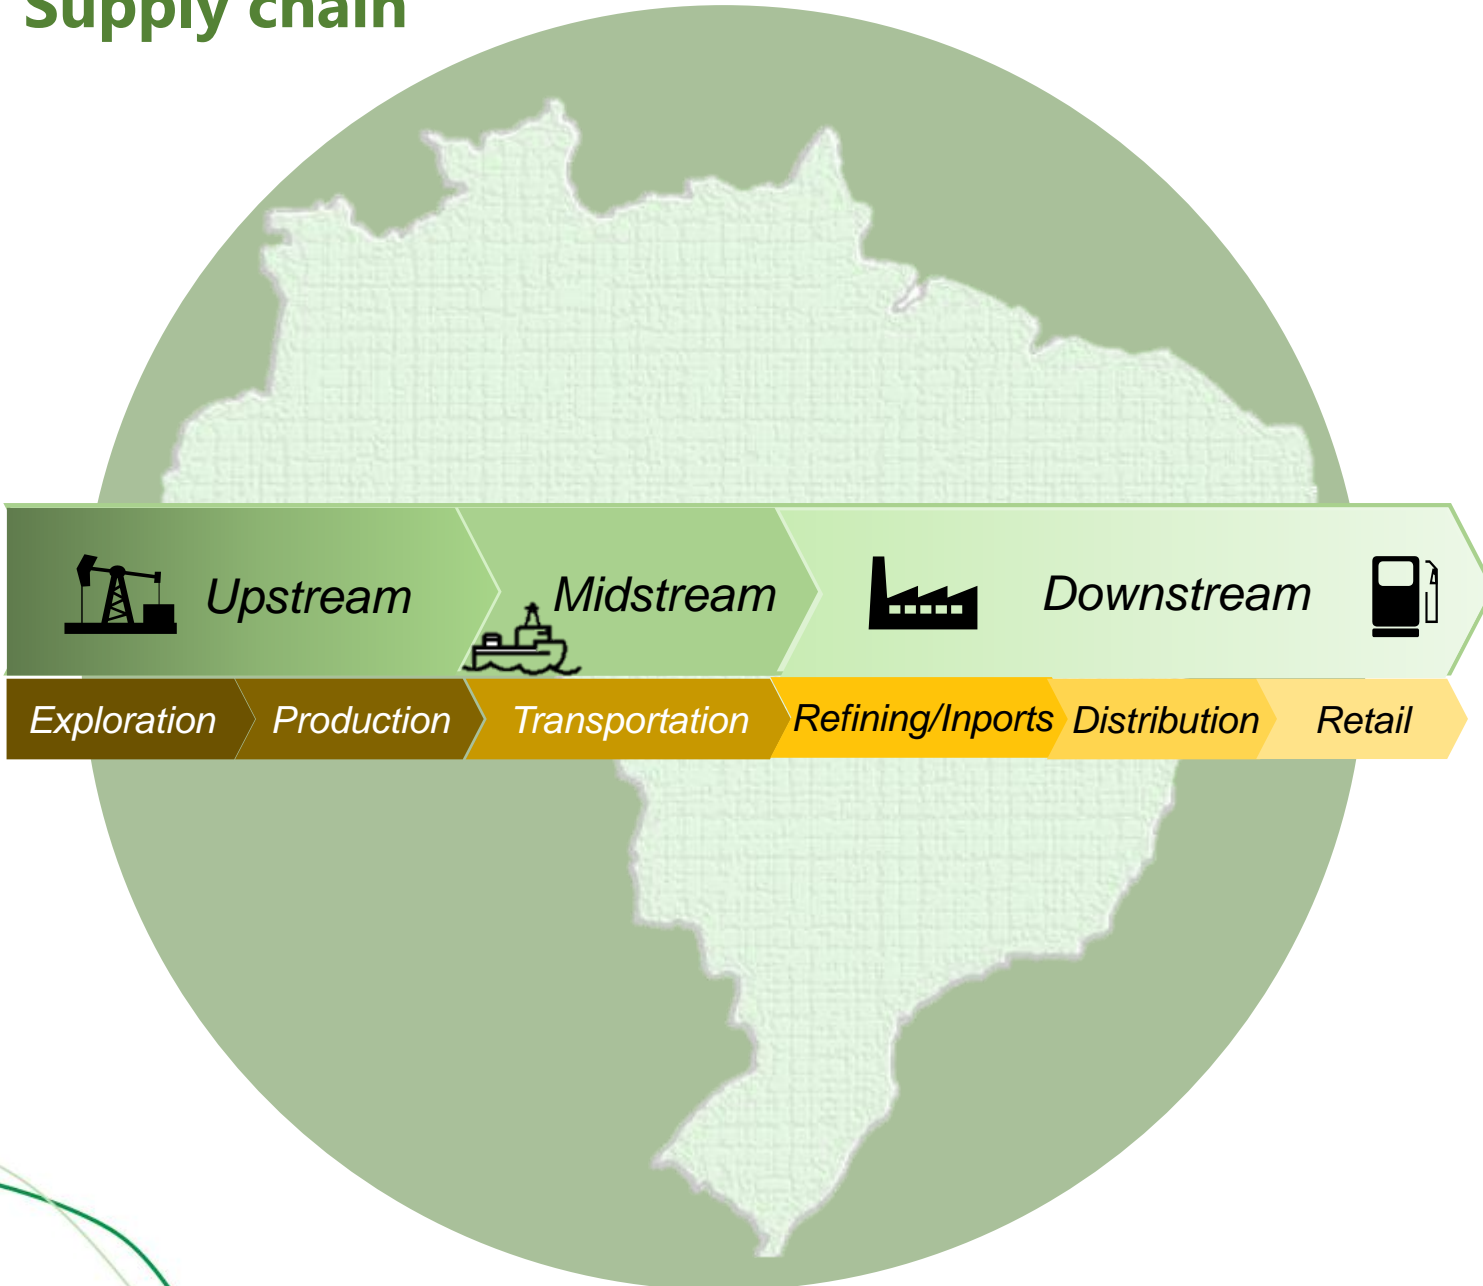 Supply chain
Upstream Midstream Downstream
Exploration Production Transportation Refining/Inports Distribution Retail